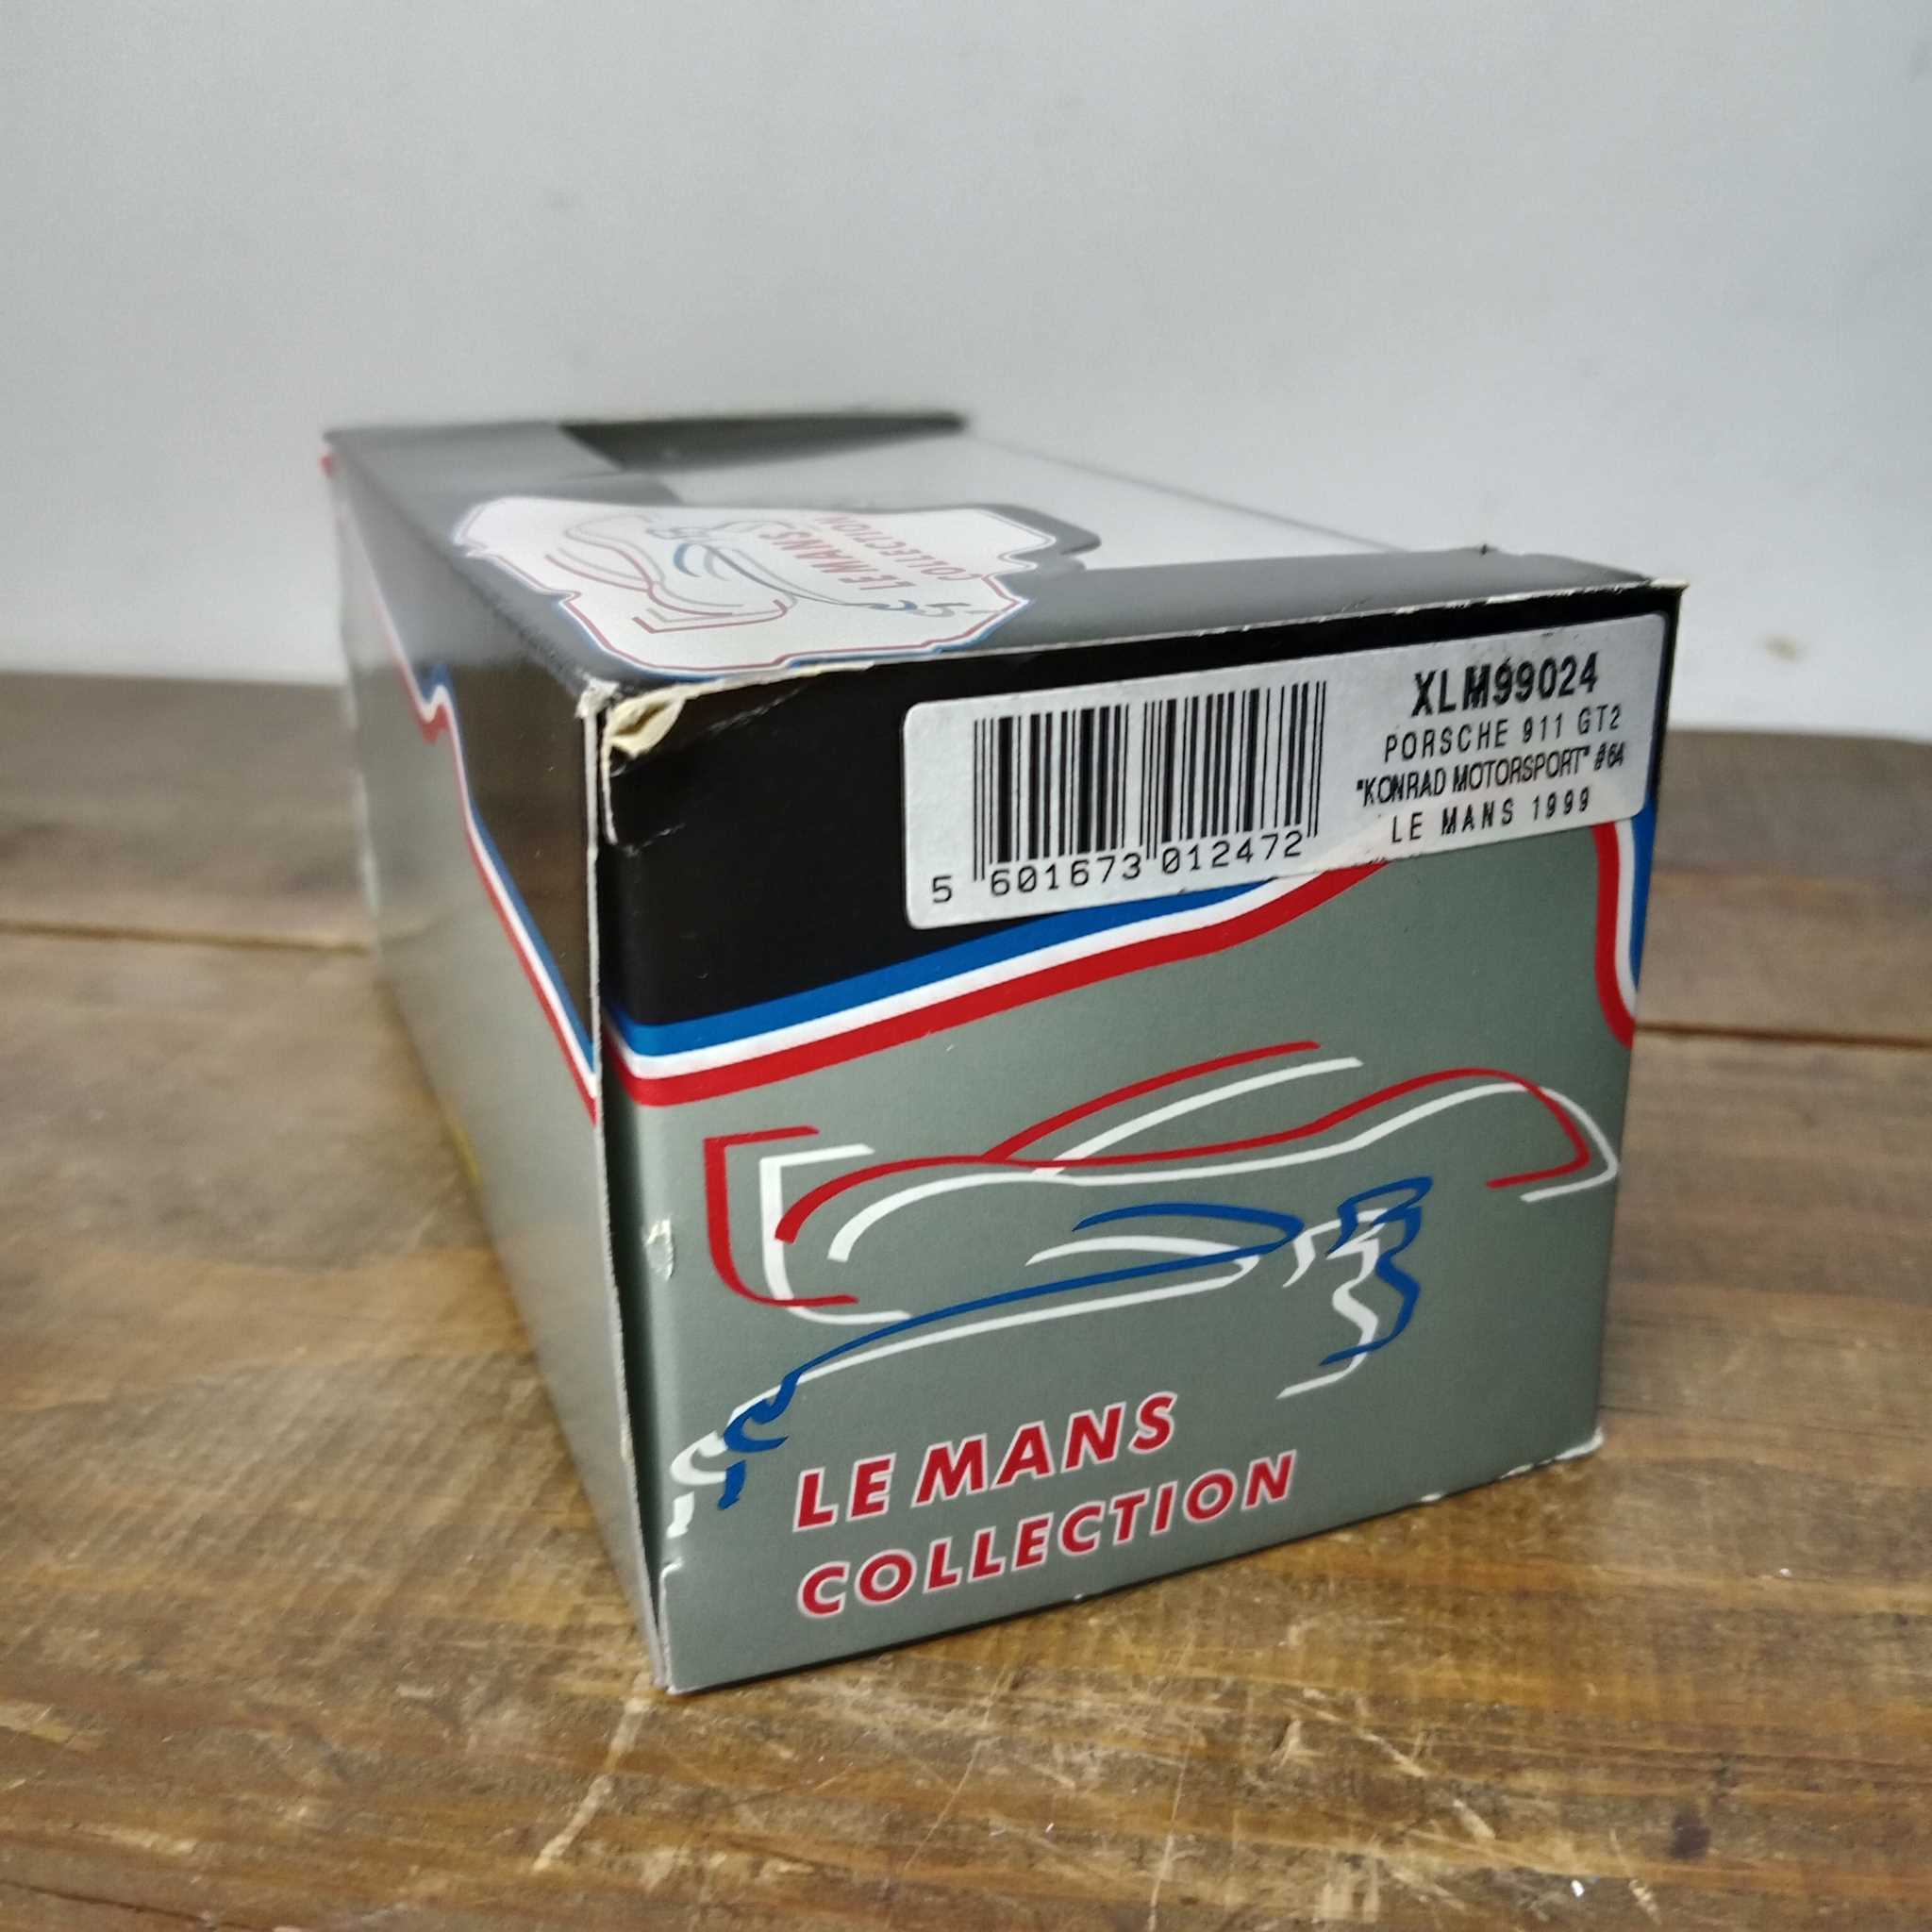 LE MANS
COLLECTION
XLM99024
PORSCHE 911 GT2
"KONRAD MOTORSPORT" #64
LE MANS 1999
5 601673 012472
LE MANS
COLLECTION